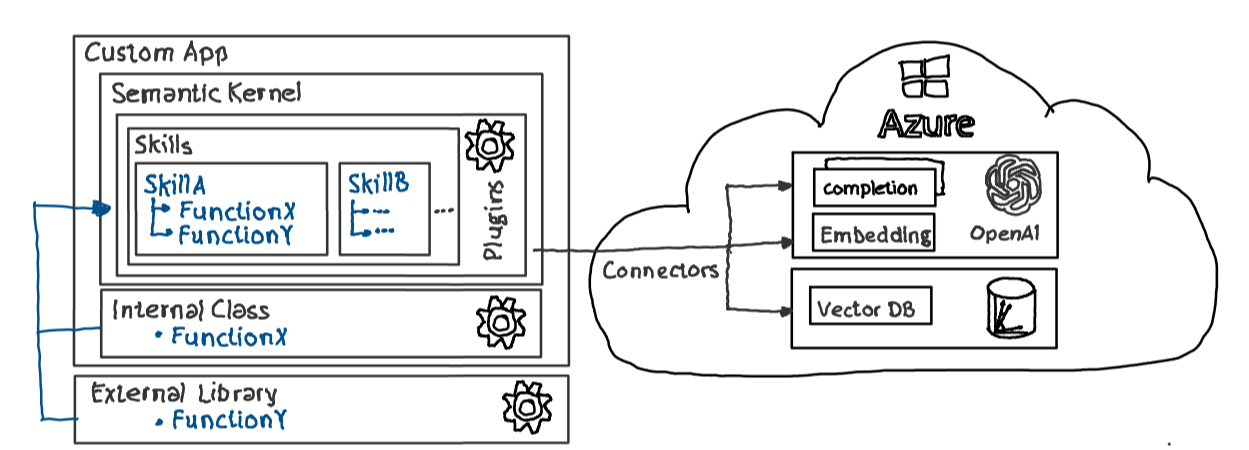 Custom App
Semantic Kernel
Skills
SkillA
FunctionX
FunctionY
SkillB
...
...
...
Plugins
Internal Class
• FunctionX
External Library
• FunctionY
Connectors
Azure
completion
Embedding
OpenAI
Vector DB